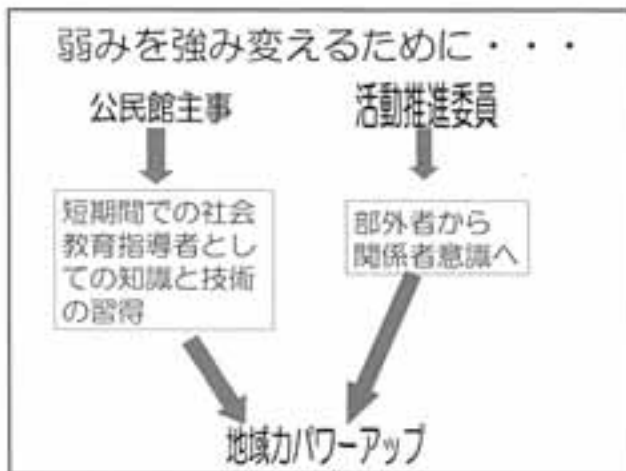 弱みを強み変えるために・・・
公民館主事
活動推進委員
短期間での社会
教育指導者とし
ての知識と技術
の習得
部外者から
関係者意識へ
地域力パワーアップ